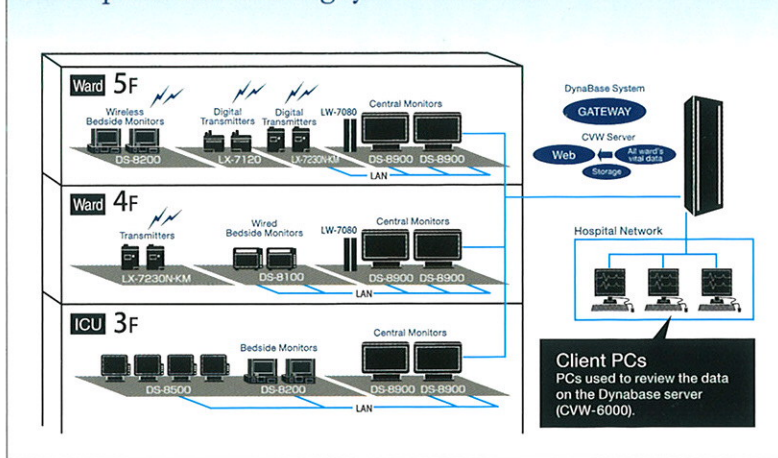 Ward 5F
Wireless
Bedside Monitors
DS-8200
Digital
Transmitters
LX-7120
Digital
Transmitters
LX-7230N-KM
LW-7080
Central Monitors
DS-8900 DS-8900
LAN
Ward 4F
Transmitters
LX-7230N-KM
Wired
Bedside Monitors
DS-8100
LW-7080
Central Monitors
DS-8900 DS-8900
LAN
ICU 3F
DS-8500
Bedside Monitors
DS-8200
Central Monitors
DS-8900 DS-8900
LAN
DynaBase System
GATEWAY
CVW Server
Web
All ward's
vital data
Storage
Hospital Network
Client PCs
PCs used to review the data
on the Dynabase server
(CVW-6000).